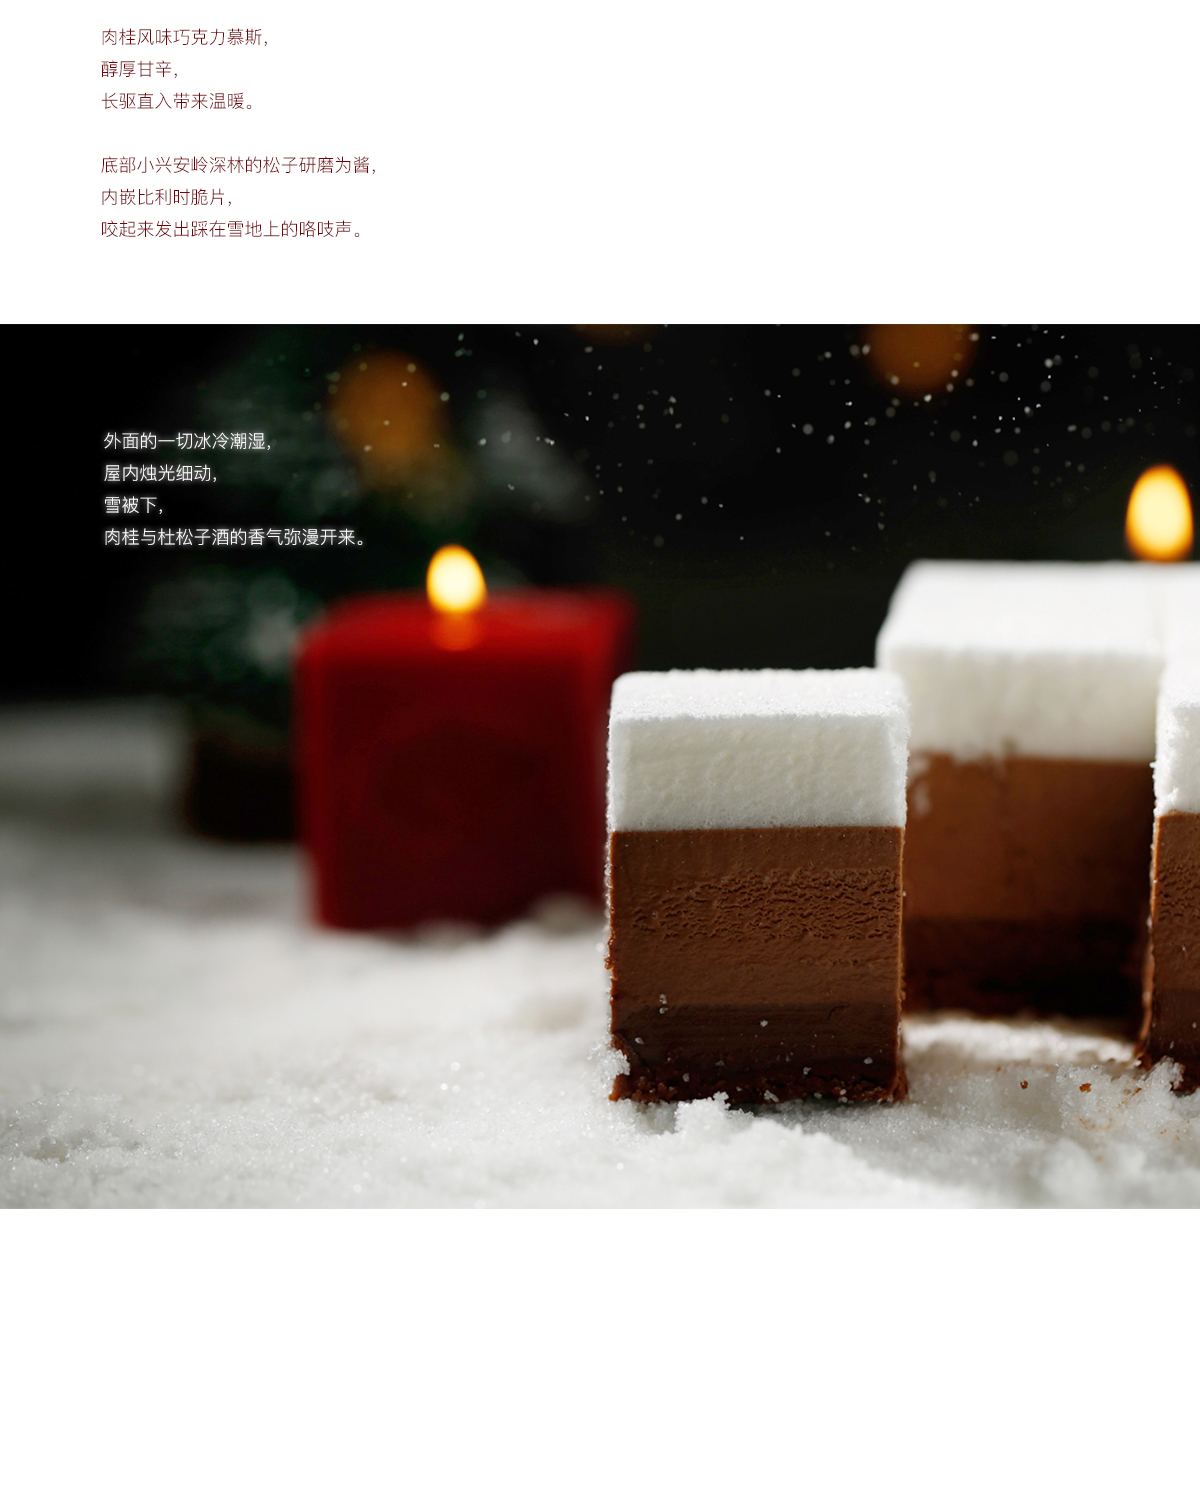 肉桂风味巧克力慕斯，
醇厚甘辛，
长驱直入带来温暖。
底部小兴安岭深林的松子研磨为酱，
内嵌比利时脆片，
咬起来发出踩在雪地上的咯吱声。
外面的一切冰冷潮湿，
屋内烛光细动，
雪被下，
肉桂与杜松子酒的香气弥漫开来。